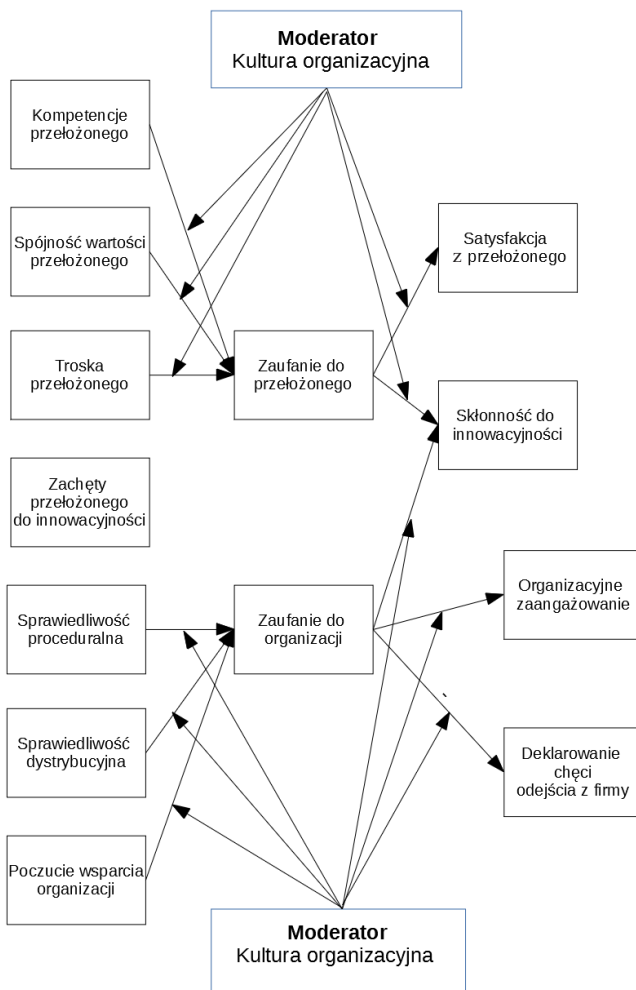 Moderator
Kultura organizacyjna
Kompetencje
przełożonego
Spójność wartości
przełożonego
Satysfakcja
z przełożonego
Troska
przełożonego
Zaufanie do
przełożonego
Skłonność do
innowacyjności
Zachęty
przełożonego
do innowacyjności
Sprawiedliwość
proceduralna
Zaufanie do
organizacji
Organizacyjne
zaangażowanie
-
Sprawiedliwość
dystrybucyjna
Deklarowanie
chęci
odejścia z firmy
Poczucie wsparcia
organizacji
Moderator
Kultura organizacyjna